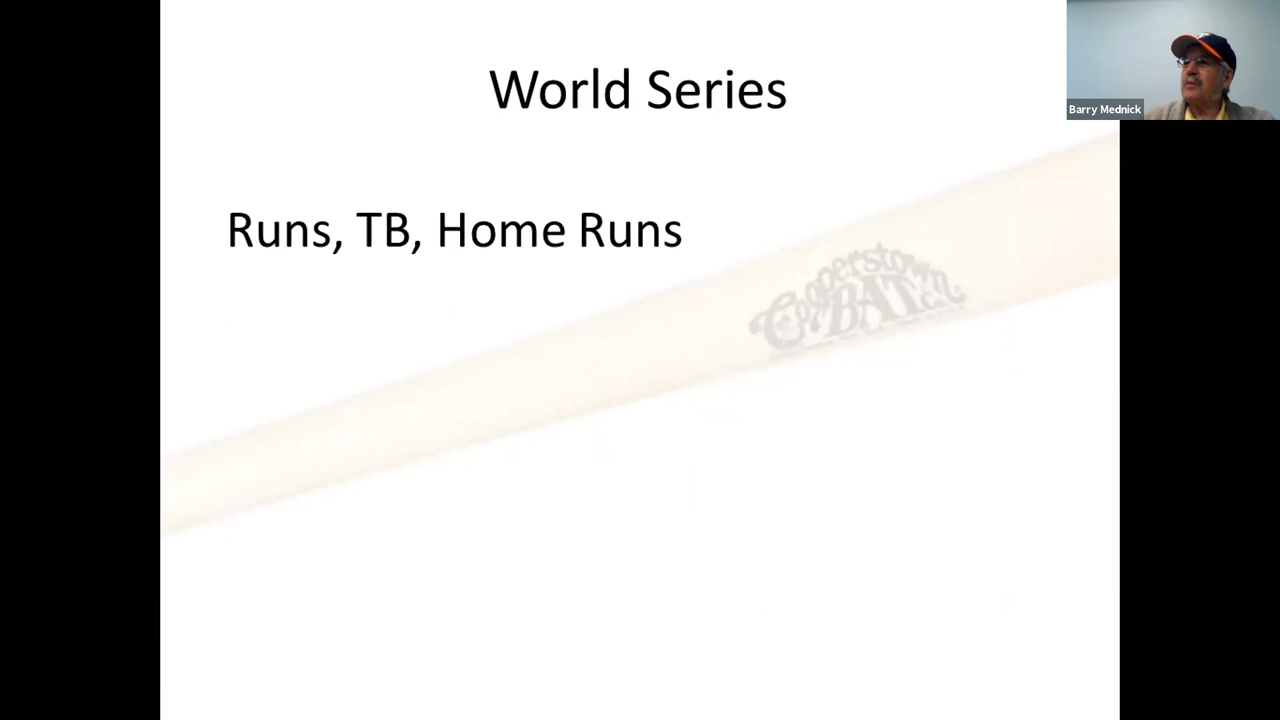 World Series
Runs, TB, Home Runs
Cooperstown
BAT Co.
Barry Mednick